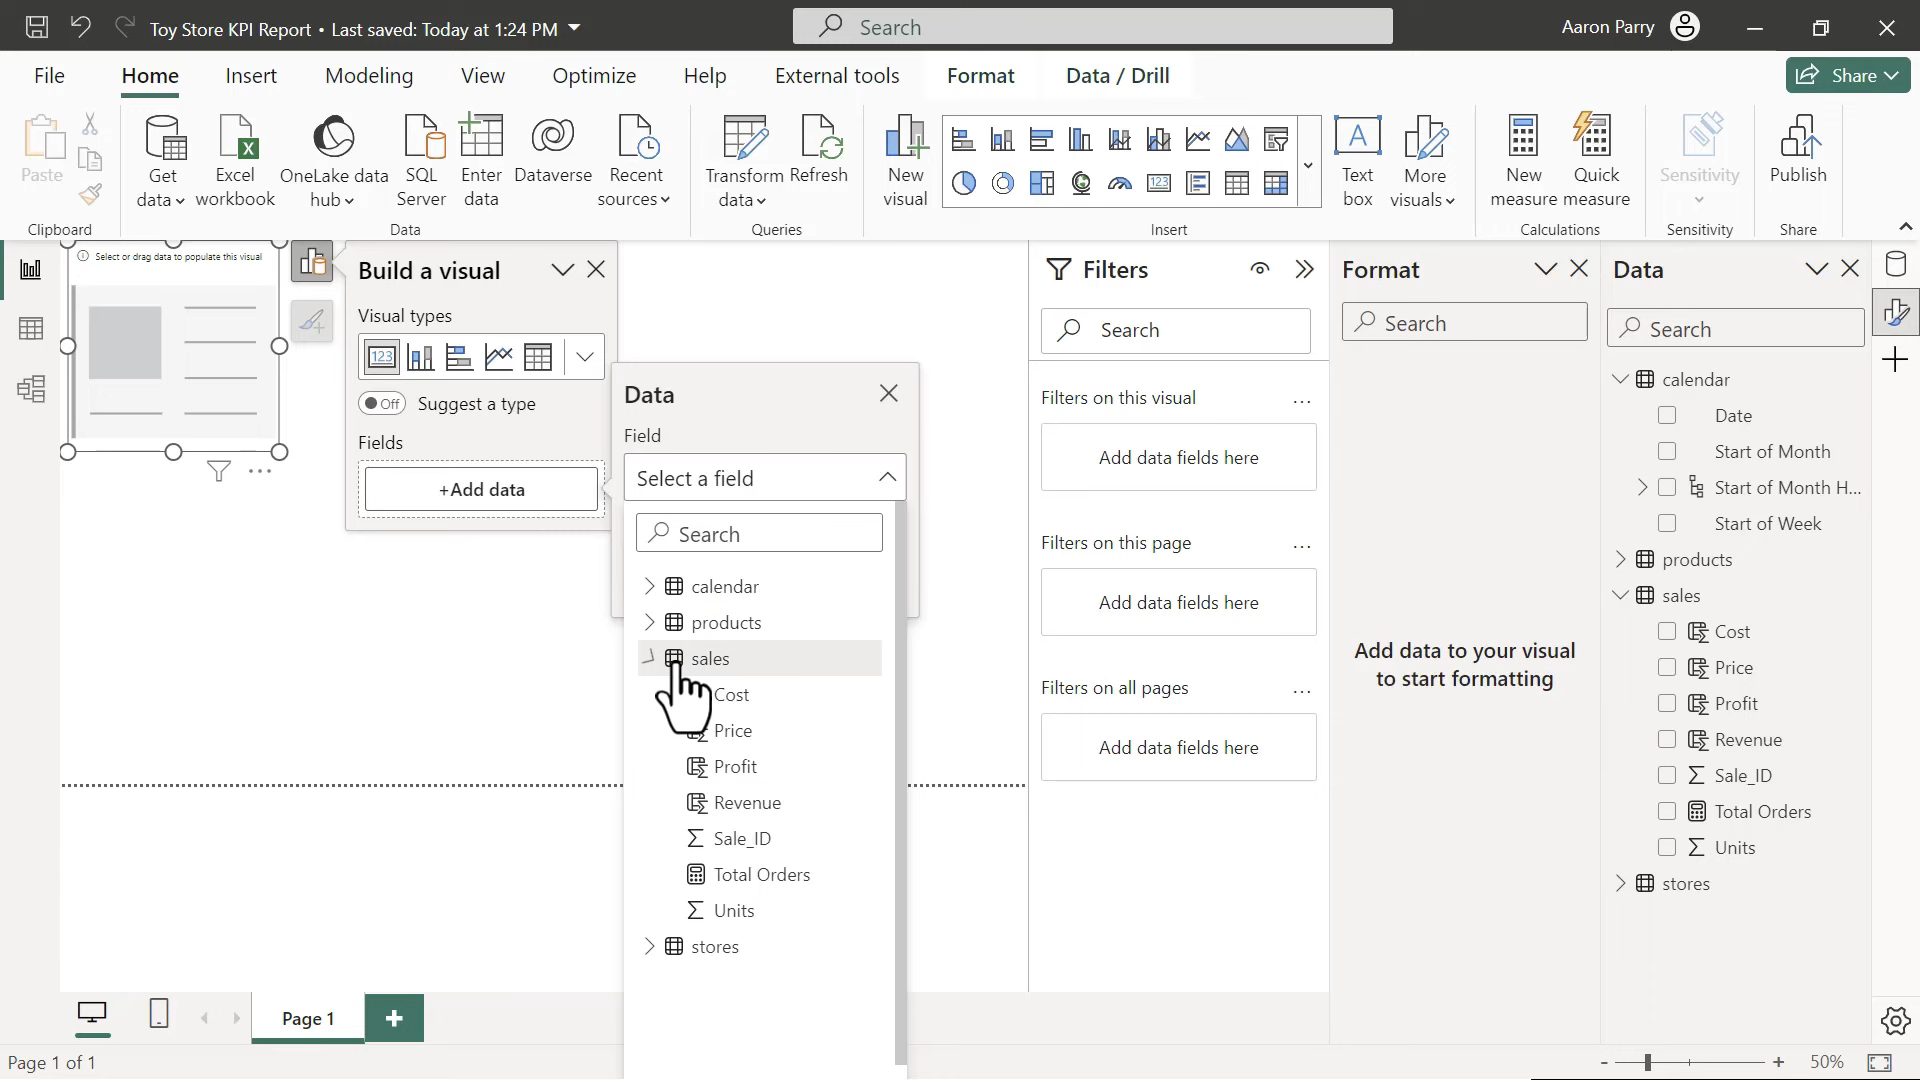 Toy Store KPI Report • Last saved: Today at 1:24 PM
Search
Aaron Parry
File
Home
Insert
Modeling
View
Optimize
Help
External tools
Format
Data / Drill
Share
Paste
Get data
Excel workbook
OneLake data hub
SQL Server
Enter data
Dataverse
Recent sources
Transform data
Refresh
New visual
123
A
Text box
More visuals
New measure
Quick measure
Sensitivity
Publish
Clipboard
Data
Queries
Insert
Calculations
Sensitivity
Share
Select or drag data to populate this visual
Build a visual
Visual types
123
Off
Suggest a type
Fields
+Add data
Data
Field
Select a field
Search
calendar
products
sales
Cost
Price
Profit
Revenue
Sale_ID
Total Orders
Units
stores
Filters
Search
Filters on this visual
...
Add data fields here
Filters on this page
...
Add data fields here
Filters on all pages
...
Add data fields here
Format
Search
Add data to your visual
to start formatting
Data
Search
calendar
Date
Start of Month
Start of Month H...
Start of Week
products
sales
Cost
Price
Profit
Revenue
Sale_ID
Total Orders
Units
stores
Page 1
Page 1 of 1
- + 50%